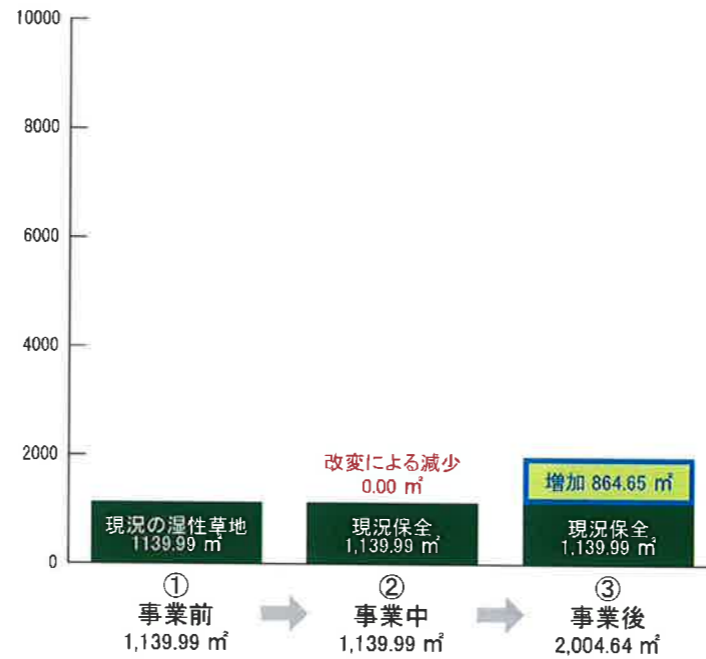 10000
8000
6000
4000
2000
0
現況の湿性草地
1139.99 ㎡
改変による減少
0.00 ㎡
現況保全
1,139.99 ㎡
増加 864.65 ㎡
現況保全
1,139.99 ㎡
①
事業前
1,139.99 ㎡
②
事業中
1,139.99 ㎡
③
事業後
2,004.64 ㎡